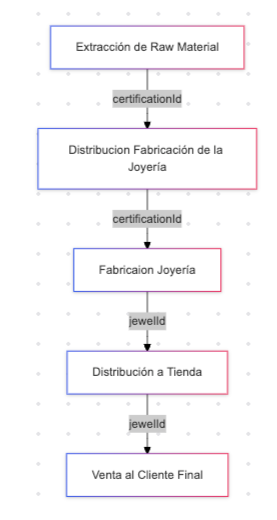 Extracción de Raw Material
certificationId
Distribucion Fabricación de la
Joyería
certificationId
Fabricaion Joyería
jewelId
Distribución a Tienda
jewelId
Venta al Cliente Final